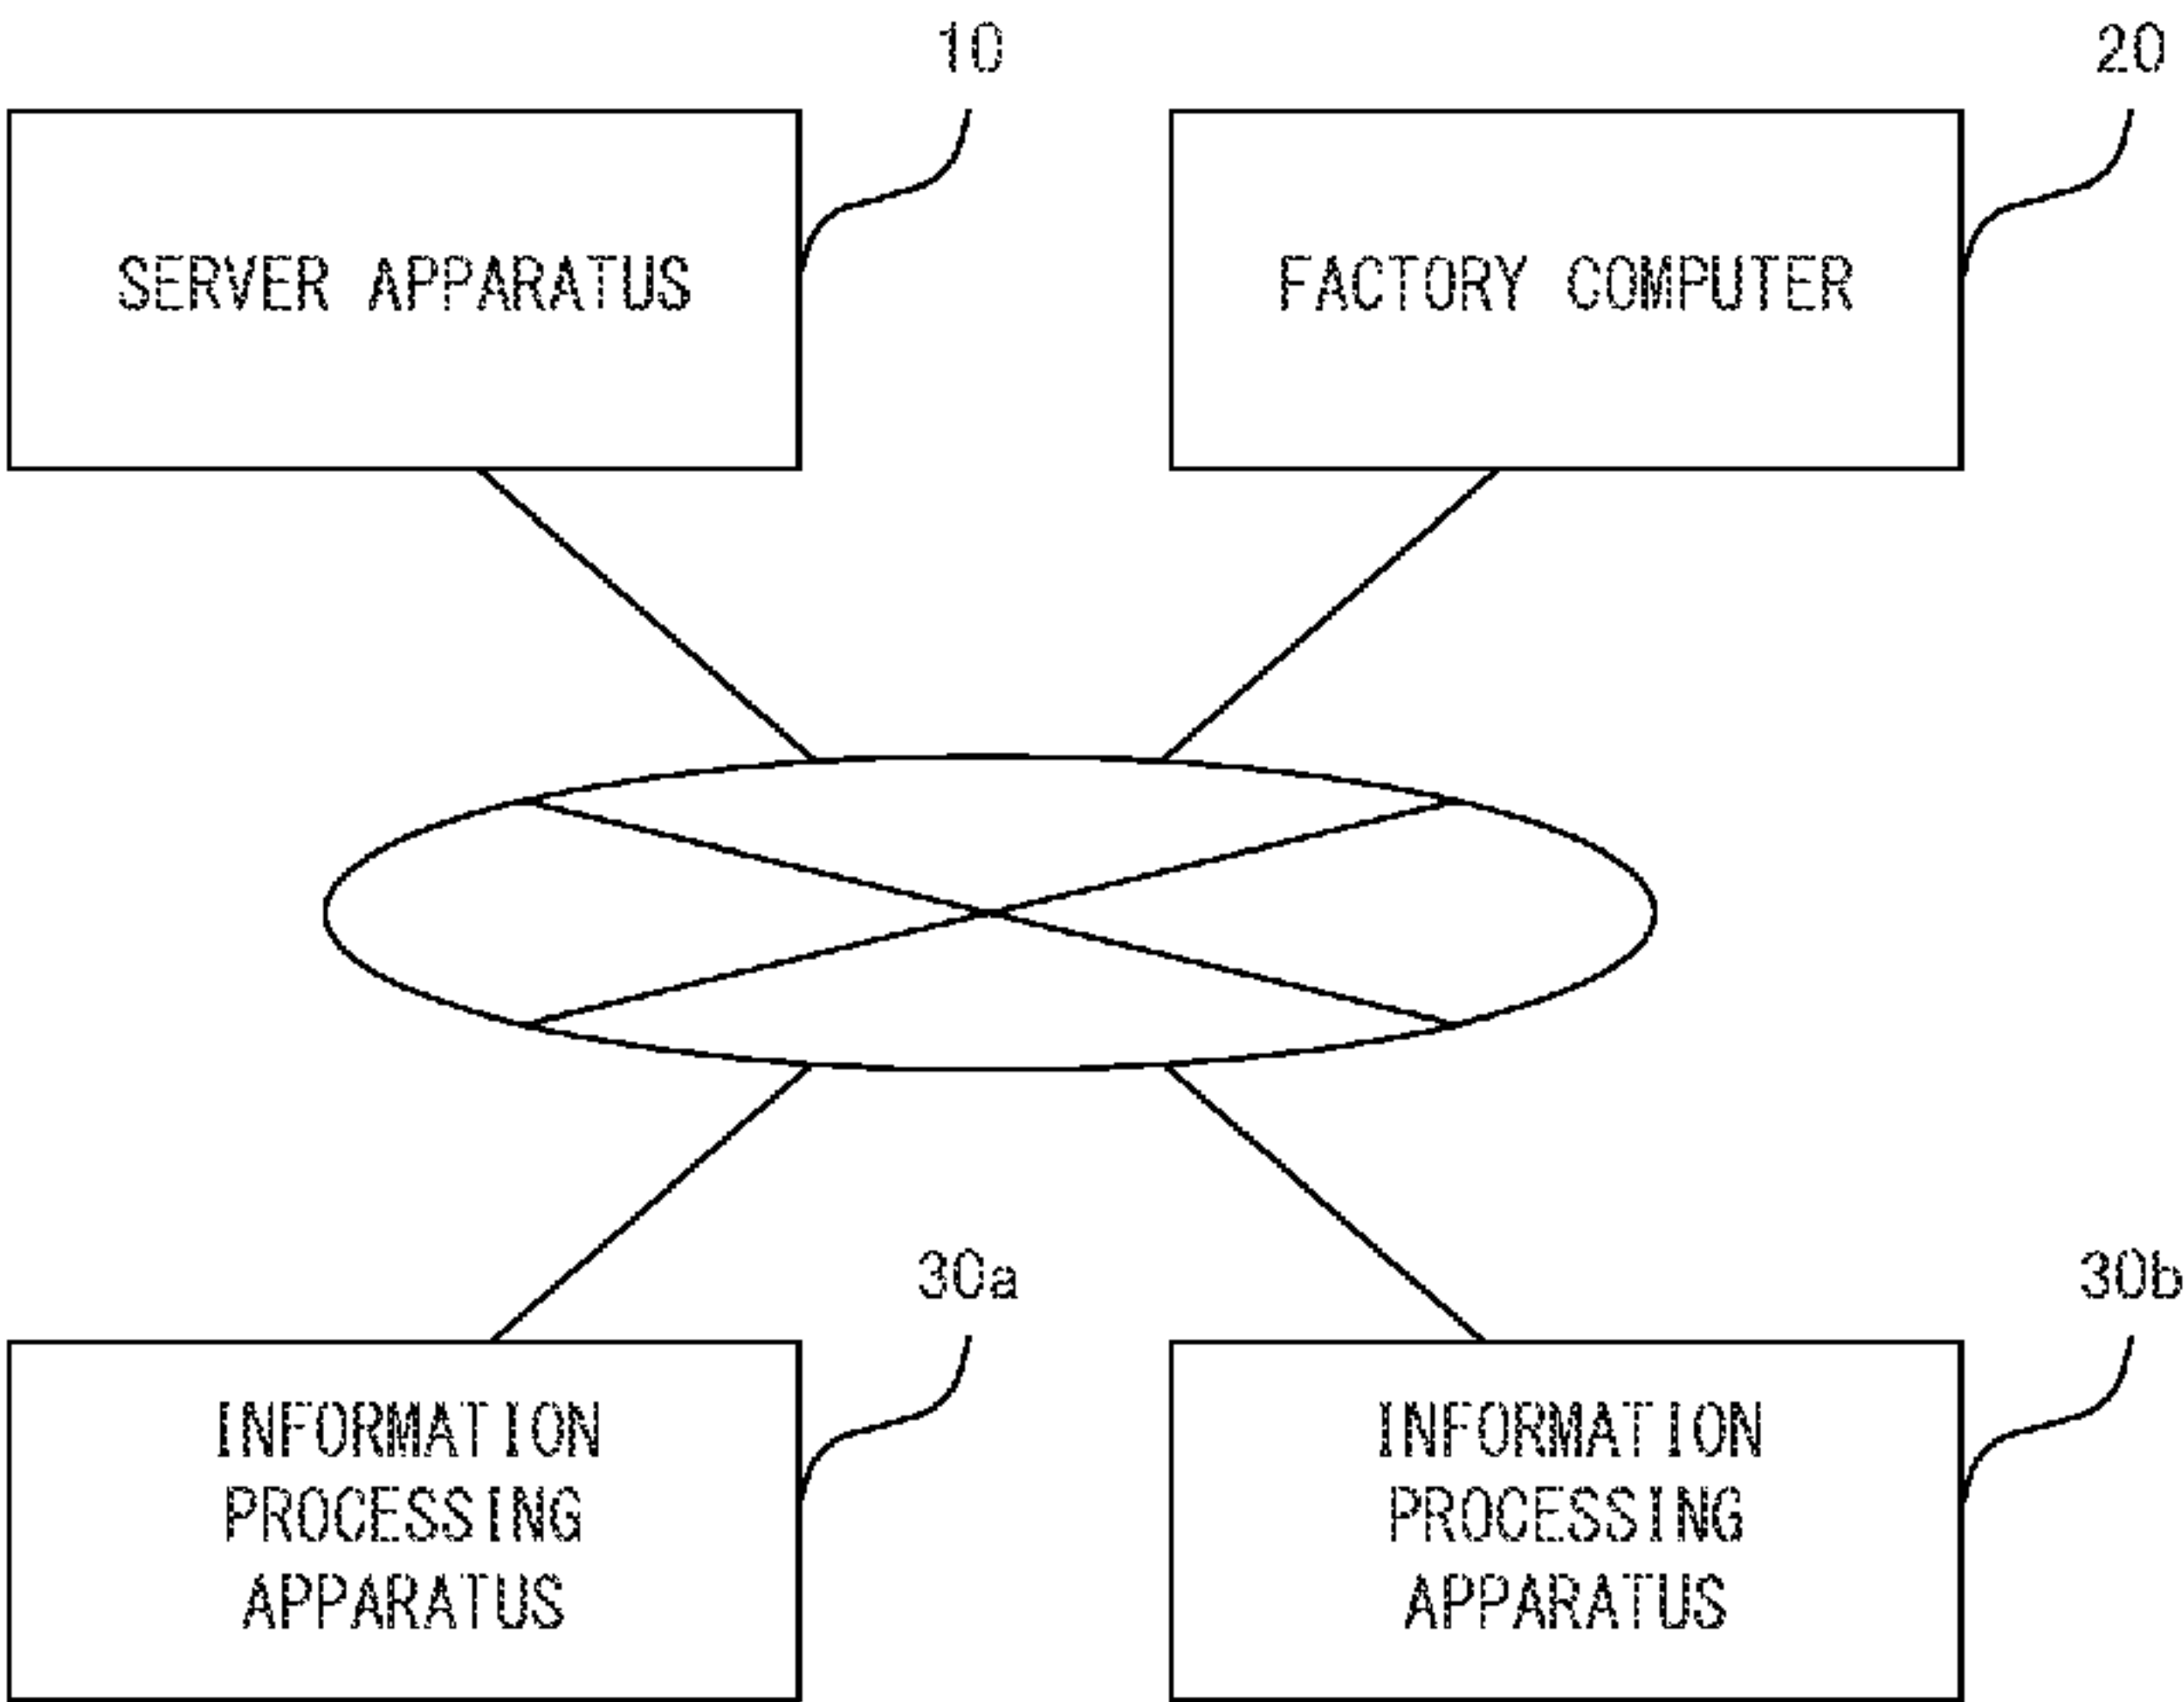 10
20
SERVER APPARATUS
FACTORY COMPUTER
30a
30b
INFORMATION
PROCESSING
APPARATUS
INFORMATION
PROCESSING
APPARATUS